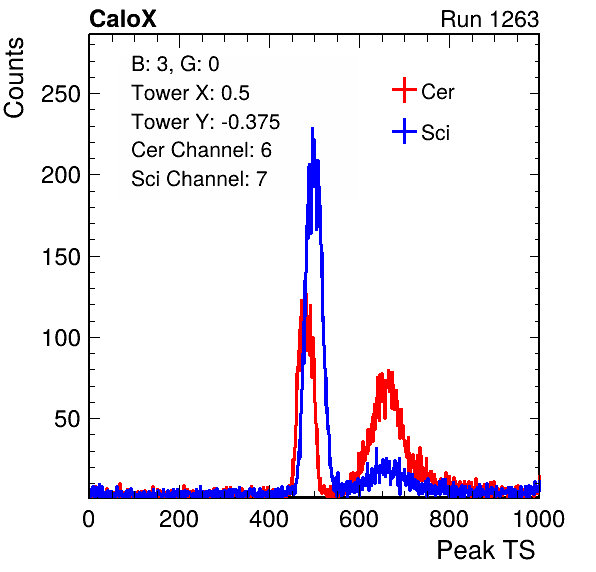 CaloX
Run 1263
Counts
B: 3, G: 0
Tower X: 0.5
Tower Y: -0.375
Cer Channel: 6
Sci Channel: 7
Cer
Sci
250
200
150
100
50
0 200 400 600 800 1000
Peak TS